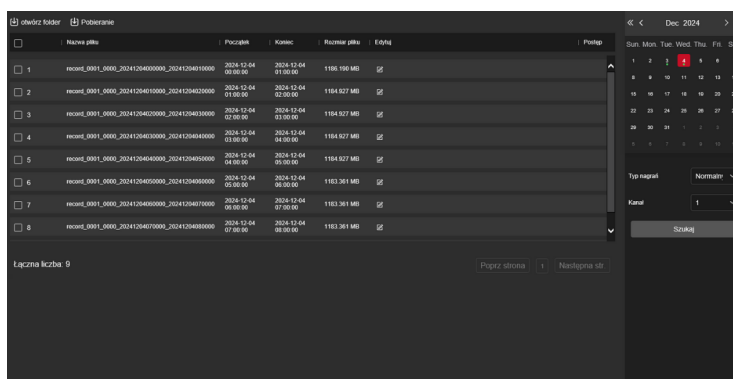 otwórz folder Pobieranie
Nazwa pliku Początek Koniec Rozmiar pliku Edytuj Postęp
1 record_0001_0000_20241204000000_20241204010000 2024-12-04 00:00:00 2024-12-04 01:00:00 1186.190 MB
2 record_0001_0000_20241204010000_20241204020000 2024-12-04 01:00:00 2024-12-04 02:00:00 1184.927 MB
3 record_0001_0000_20241204020000_20241204030000 2024-12-04 02:00:00 2024-12-04 03:00:00 1184.927 MB
4 record_0001_0000_20241204030000_20241204040000 2024-12-04 03:00:00 2024-12-04 04:00:00 1184.927 MB
5 record_0001_0000_20241204040000_20241204050000 2024-12-04 04:00:00 2024-12-04 05:00:00 1184.927 MB
6 record_0001_0000_20241204050000_20241204060000 2024-12-04 05:00:00 2024-12-04 06:00:00 1183.361 MB
7 record_0001_0000_20241204060000_20241204070000 2024-12-04 06:00:00 2024-12-04 07:00:00 1183.361 MB
8 record_0001_0000_20241204070000_20241204080000 2024-12-04 07:00:00 2024-12-04 08:00:00 1183.361 MB
Łączna liczba: 9
Poprz strona 1 Następna str
Dec 2024
Sun. Mon. Tue. Wed. Thu. Fri. S
1 2 3 4 5 6
8 9 10 11 12 13
15 16 17 18 19 20
22 23 24 25 26 27
29 30 31 1 2 3
5 6 7 8 9 10
Typ nagrań Normalny
Kanał 1
Szukaj